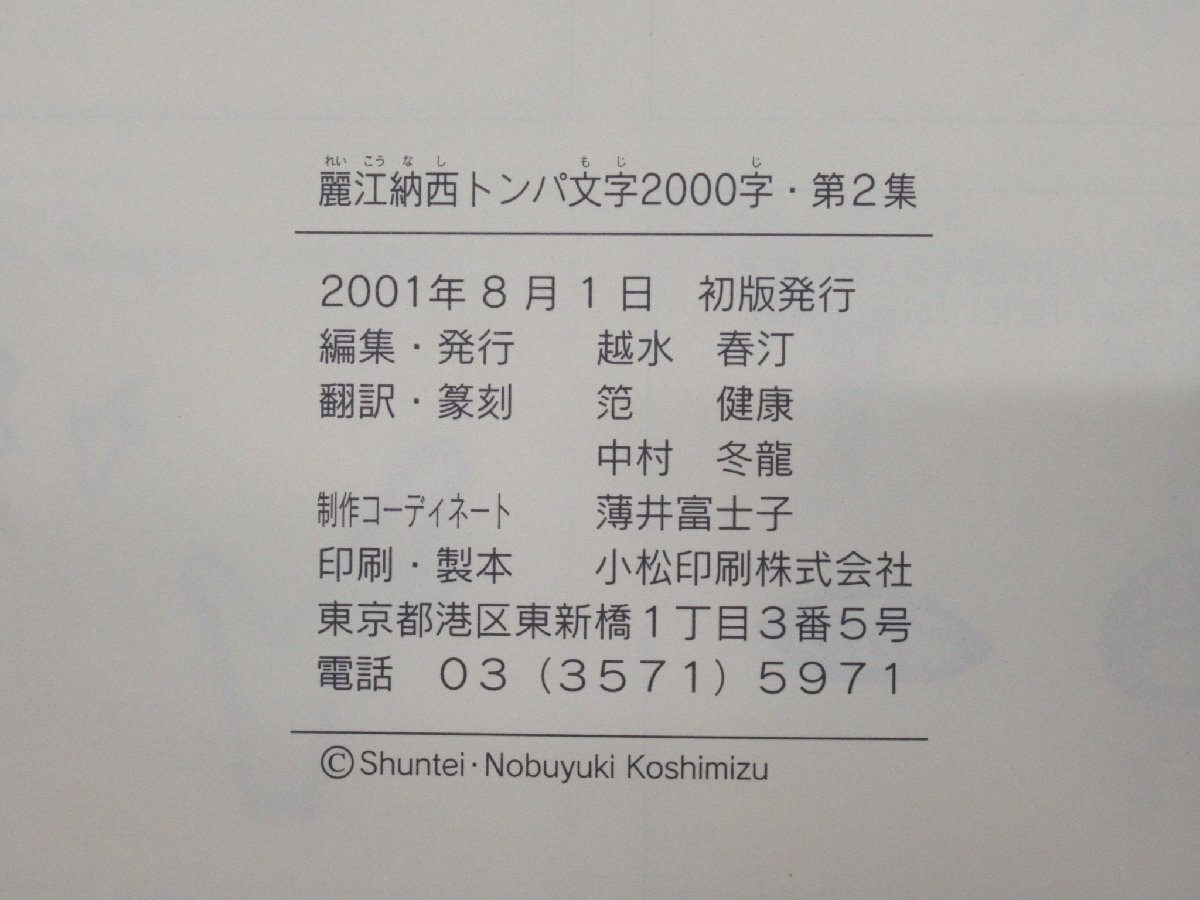 れい こう な し も じ じ
麗江納西トンパ文字2000字・第2集
2001年8月1日　初版発行
編集・発行　越水　春汀
翻訳・篆刻　范　健康
中村　冬龍
制作コーディネート　薄井富士子
印刷・製本　小松印刷株式会社
東京都港区東新橋1丁目3番5号
電話　03（3571）5971
©Shuntei・Nobuyuki Koshimizu